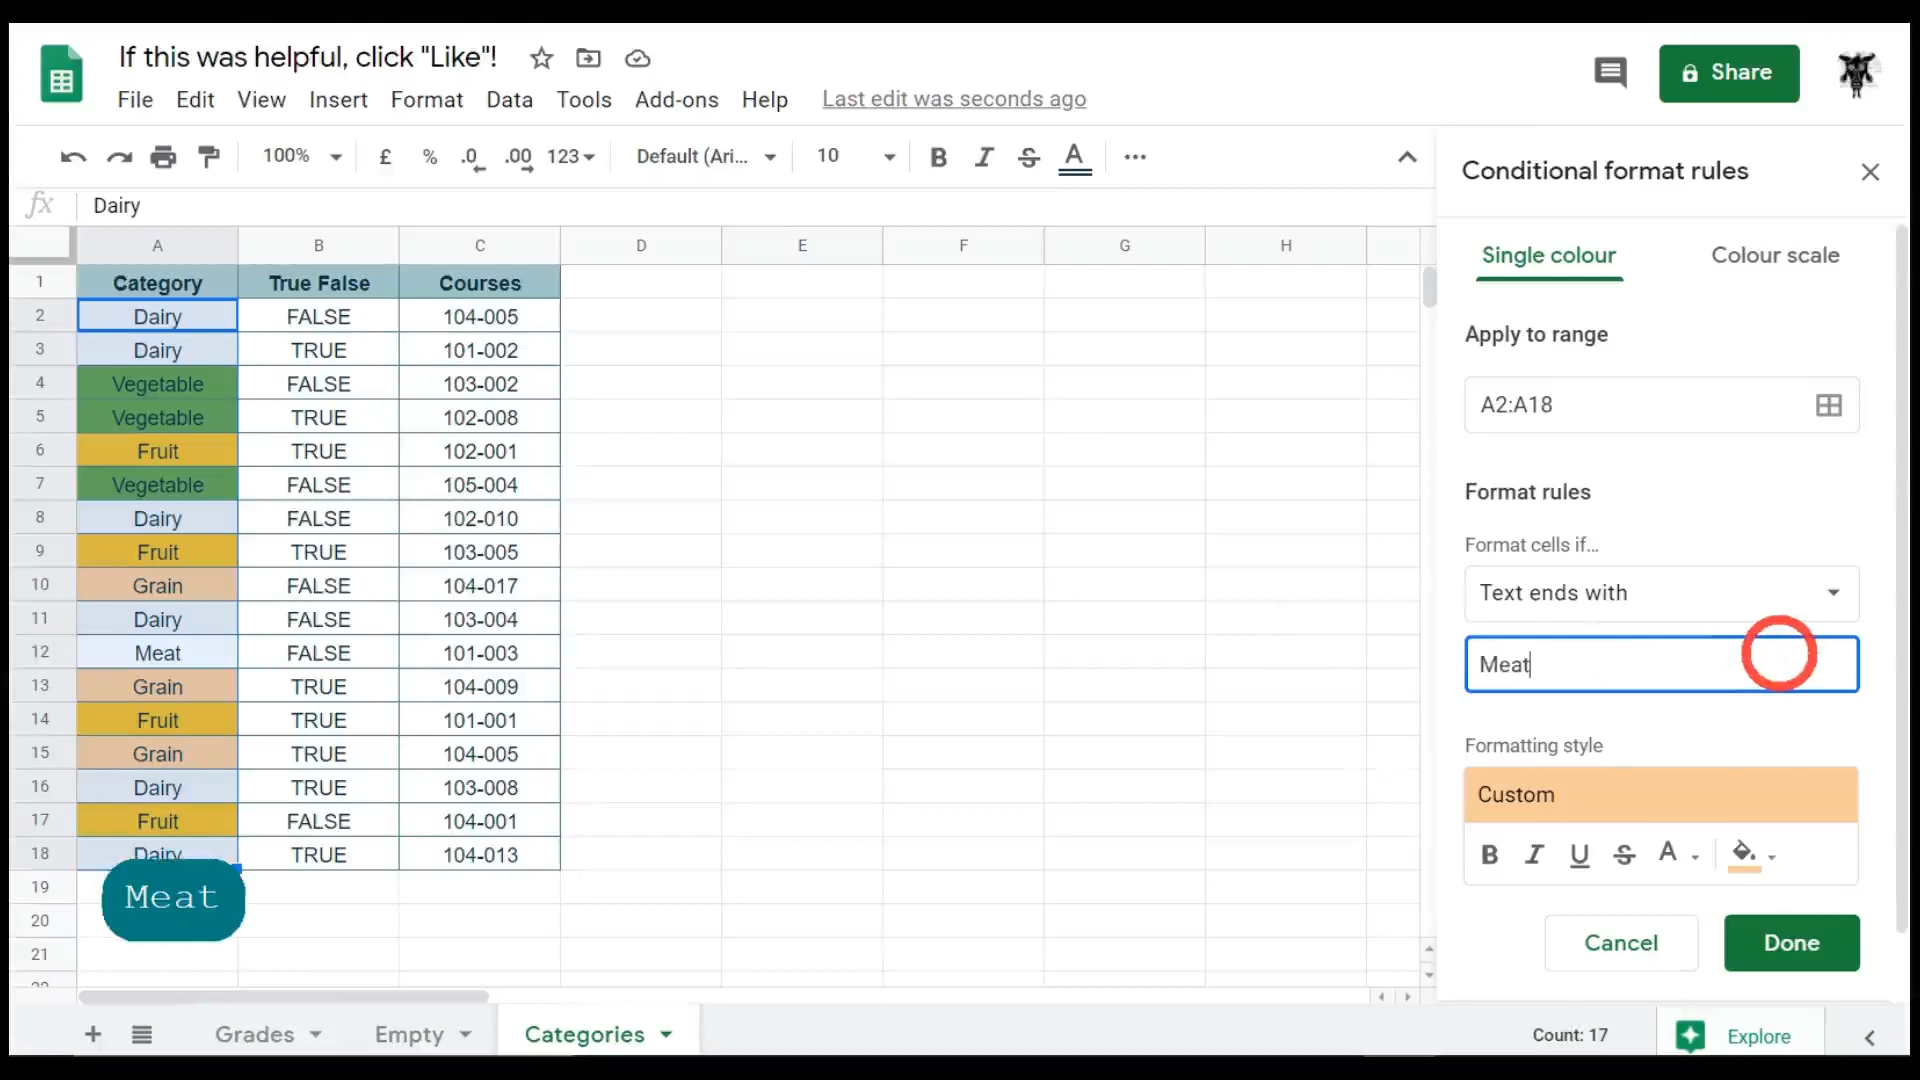 If this was helpful, click "Like"!
File Edit View Insert Format Data Tools Add-ons Help Last edit was seconds ago
Share
100% £ % .0 .00 123 Default (Ari... 10 B I S A
fx Dairy
A B C D E F G H
1 Category True False Courses
2 Dairy FALSE 104-005
3 Dairy TRUE 101-002
4 Vegetable FALSE 103-002
5 Vegetable TRUE 102-008
6 Fruit TRUE 102-001
7 Vegetable FALSE 105-004
8 Dairy FALSE 102-010
9 Fruit TRUE 103-005
10 Grain FALSE 104-017
11 Dairy FALSE 103-004
12 Meat FALSE 101-003
13 Grain TRUE 104-009
14 Fruit TRUE 101-001
15 Grain TRUE 104-005
16 Dairy TRUE 103-008
17 Fruit FALSE 104-001
18 Dairy TRUE 104-013
19
20
21
22
Meat
Conditional format rules
Single colour Colour scale
Apply to range
A2:A18
Format rules
Format cells if...
Text ends with
Meat
Formatting style
Custom
B I U S A
Cancel Done
Grades Empty Categories
Count: 17
Explore